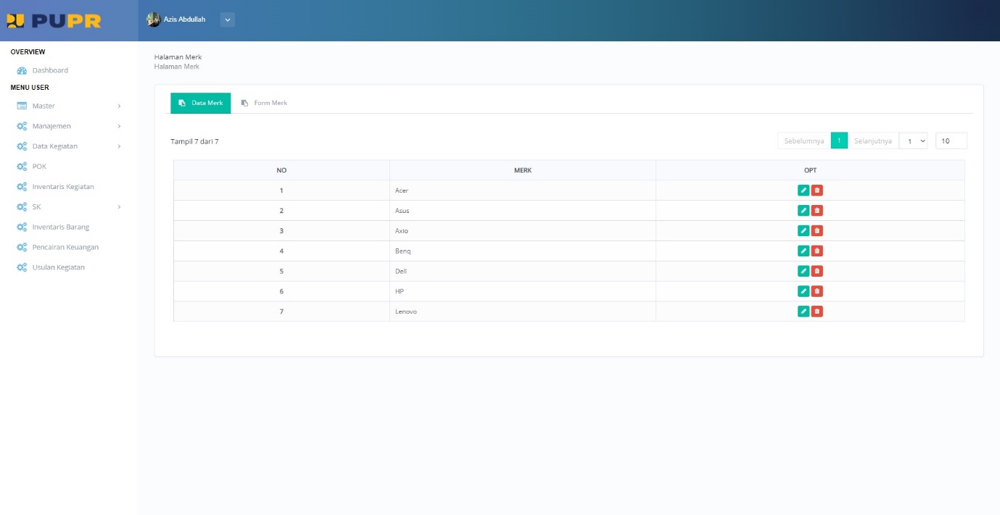 PUPR
Azis Abdullah
OVERVIEW
Dashboard
MENU USER
Master
Manajemen
Data Kegiatan
POK
Inventaris Kegiatan
SK
Inventaris Barang
Pencairan Keuangan
Usulan Kegiatan
Halaman Merk
Halaman Merk
Data Merk Form Merk
Tampil 7 dari 7 Sebelumnya 1 Selanjutnya 1 10
NO MERK OPT
1 Acer
2 Asus
3 Axio
4 Benq
5 Dell
6 HP
7 Lenovo